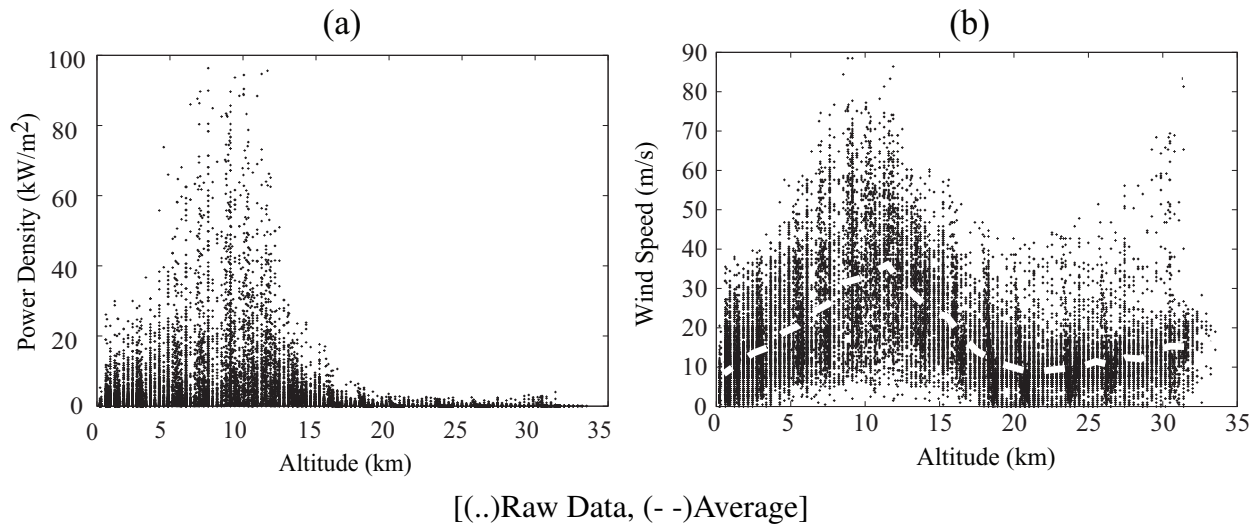 (a)
Power Density (kW/m2)
100
80
60
40
20
0
0 5 10 15 20 25 30 35
Altitude (km)
(b)
Wind Speed (m/s)
90
80
70
60
50
40
30
20
10
0
0 5 10 15 20 25 30 35
Altitude (km)
[(..)Raw Data, (- -)Average]